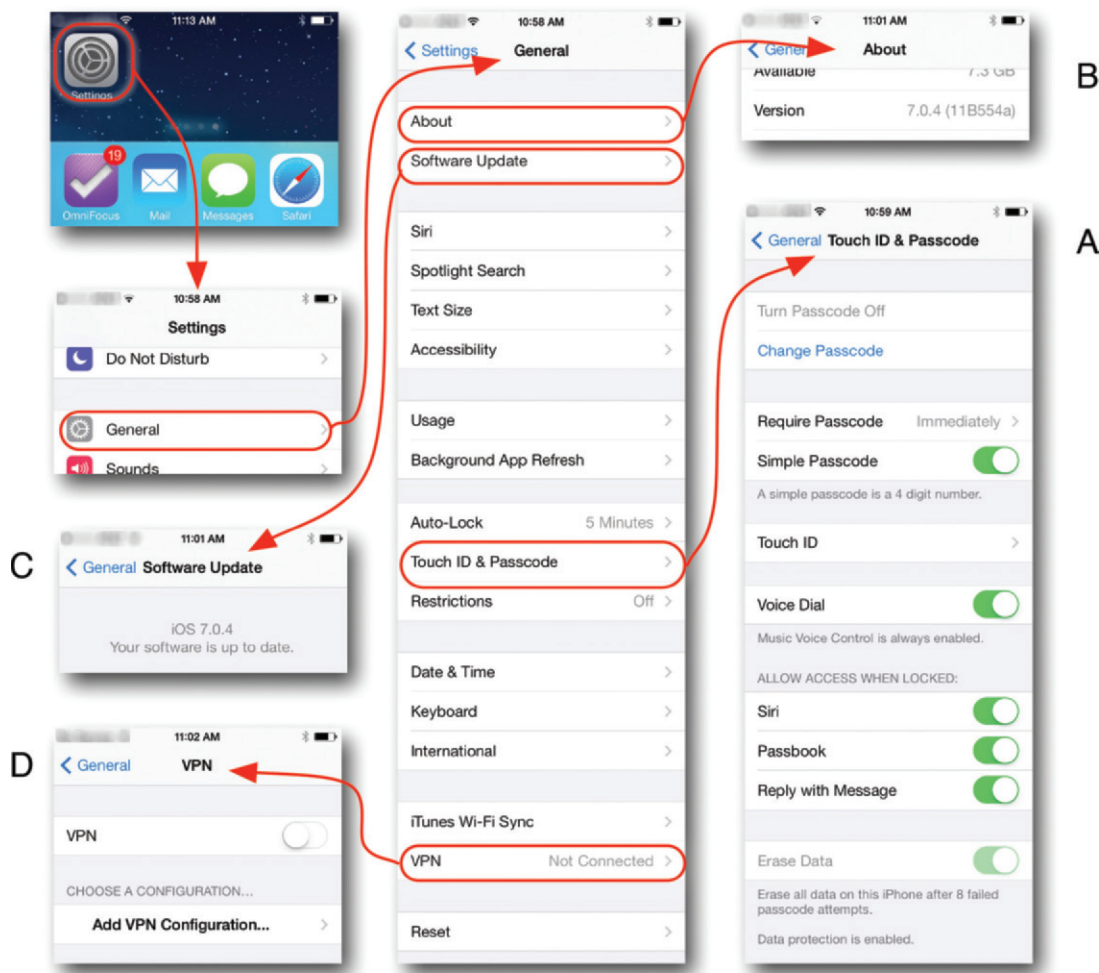 11:13 AM
Settings
19
OmniFocus
Mail
Messages
Safari
10:58 AM
Settings
Do Not Disturb
General
Sounds
C
11:01 AM
General Software Update
iOS 7.0.4
Your software is up to date.
D
11:02 AM
General VPN
VPN
CHOOSE A CONFIGURATION...
Add VPN Configuration...
10:58 AM
Settings General
About
Software Update
Siri
Spotlight Search
Text Size
Accessibility
Usage
Background App Refresh
Auto-Lock 5 Minutes
Touch ID & Passcode
Restrictions Off
Date & Time
Keyboard
International
iTunes Wi-Fi Sync
VPN Not Connected
Reset
B
11:01 AM
General About
Available 7.3 GB
Version 7.0.4 (11B554a)
A
10:59 AM
General Touch ID & Passcode
Turn Passcode Off
Change Passcode
Require Passcode Immediately
Simple Passcode
A simple passcode is a 4 digit number.
Touch ID
Voice Dial
Music Voice Control is always enabled.
ALLOW ACCESS WHEN LOCKED:
Siri
Passbook
Reply with Message
Erase Data
Erase all data on this iPhone after 8 failed
passcode attempts.
Data protection is enabled.